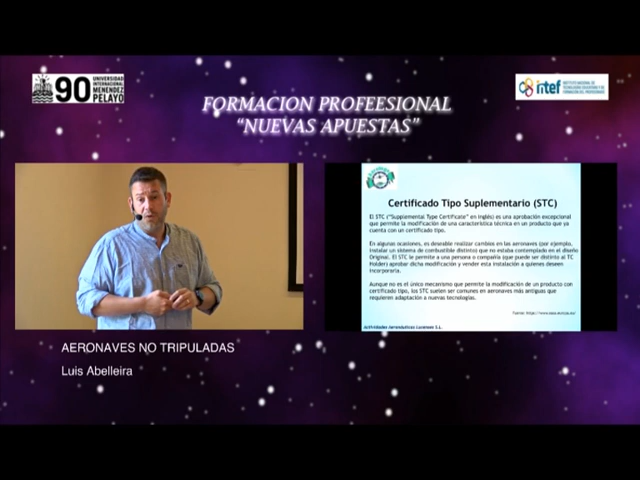 90
UNIVERSIDAD
INTERNACIONAL
MENENDEZ
PELAYO
intef
FORMACION PROFEESIONAL
“NUEVAS APUESTAS”
Certificado Tipo Suplementario (STC)
El STC (“Supplemental Type Certificate” en inglés) es una aprobación excepcional
que permite la modificación de una característica técnica en un producto que ya
cuenta con un certificado tipo.
En algunas ocasiones, es deseable realizar cambios en las aeronaves (por ejemplo,
instalar un sistema de combustible distinto) que no estaba contemplado en el diseño
Original. El STC le permite a una persona o compañía (que puede ser distinto al TC
Holder) aprobar dicha modificación y vender esta instalación a quienes deseen
incorporarla.
Aunque no es el único mecanismo que permite la modificación de un producto con
certificado tipo, los STC suelen ser comunes en aeronaves más antiguas que
requieren adaptación a nuevas tecnologías.
Actividades Aeronáuticas Lucenses S.L.
AERONAVES NO TRIPULADAS
Luis Abelleira